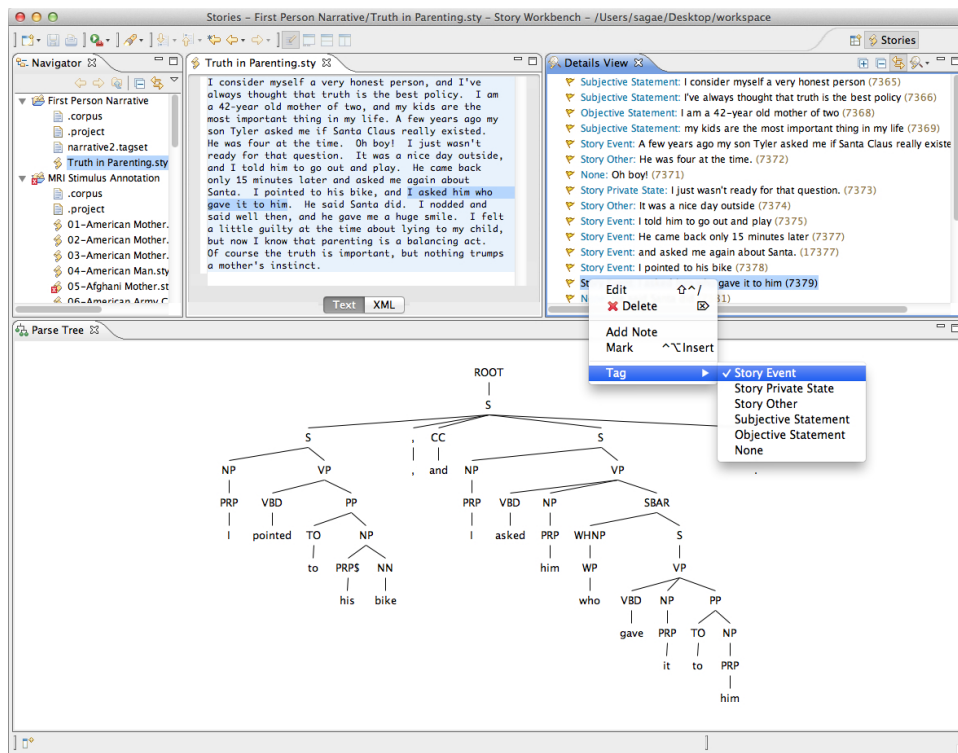 Stories – First Person Narrative/Truth in Parenting.sty – Story Workbench – /Users/sagae/Desktop/workspace
Stories
Navigator
First Person Narrative
.corpus
.project
narrative2.tagset
Truth in Parenting.sty
MRI Stimulus Annotation
.corpus
.project
01-American Mother.
02-American Mother.
03-American Mother.
04-American Man.sty
05-Afghani Mother.st
06-American Army C
Truth in Parenting.sty
I consider myself a very honest person, and I've
always thought that truth is the best policy.  I am
a 42-year old mother of two, and my kids are the
most important thing in my life. A few years ago my
son Tyler asked me if Santa Claus really existed.
He was four at the time.  Oh boy!  I just wasn't
ready for that question.  It was a nice day outside,
and I told him to go out and play.  He came back
only 15 minutes later and asked me again about
Santa.  I pointed to his bike, and I asked him who
gave it to him.  He said Santa did.  I nodded and
said well then, and he gave me a huge smile.  I felt
a little guilty at the time about lying to my child,
but now I know that parenting is a balancing act.
Of course the truth is important, but nothing trumps
a mother's instinct.
Text XML
Details View
Subjective Statement: I consider myself a very honest person (7365)
Subjective Statement: I've always thought that truth is the best policy (7366)
Objective Statement: I am a 42-year old mother of two (7368)
Subjective Statement: my kids are the most important thing in my life (7369)
Story Event: A few years ago my son Tyler asked me if Santa Claus really existe
Story Other: He was four at the time. (7372)
None: Oh boy! (7371)
Story Private State: I just wasn't ready for that question. (7373)
Story Other: It was a nice day outside (7374)
Story Event: I told him to go out and play (7375)
Story Event: He came back only 15 minutes later (7377)
Story Event: and asked me again about Santa. (17377)
Story Event: I pointed to his bike (7378)
St gave it to him (7379)
N 31)
Edit ⇧^/
Delete ⌦
Add Note
Mark ^⌥Insert
Tag
✓ Story Event
Story Private State
Story Other
Subjective Statement
Objective Statement
None
Parse Tree
ROOT
S
S , CC S
NP VP , and NP VP .
PRP VBD PP PRP VBD NP SBAR
I pointed TO NP I asked PRP WHNP S
to PRP$ NN him WP VP
his bike who VBD NP PP
gave PRP TO NP
it to PRP
him